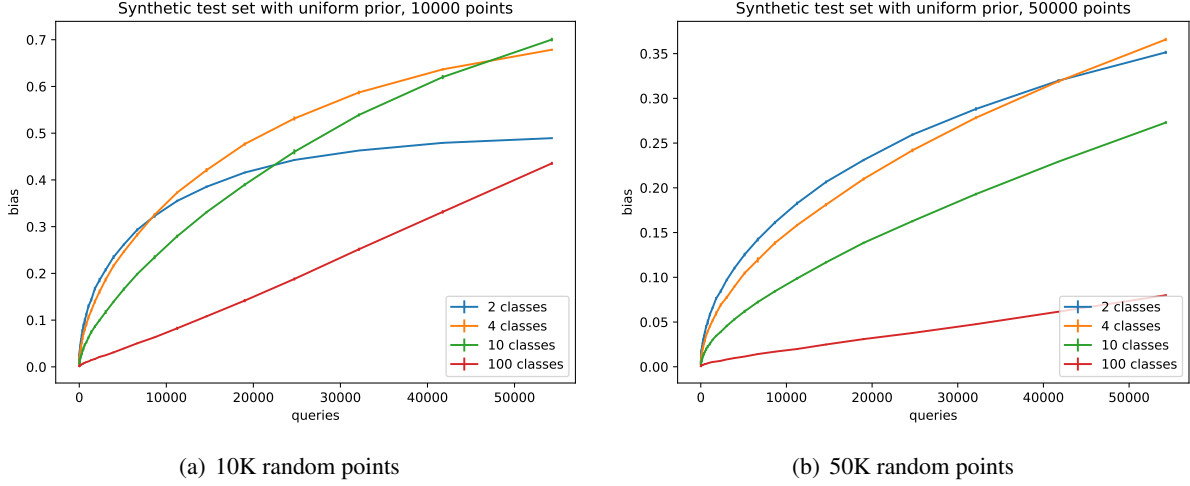 Synthetic test set with uniform prior, 10000 points
0.7
0.6
0.5
0.4
0.3
0.2
0.1
0.0
bias
0 10000 20000 30000 40000 50000
queries
2 classes
4 classes
10 classes
100 classes
(a) 10K random points
Synthetic test set with uniform prior, 50000 points
0.35
0.30
0.25
0.20
0.15
0.10
0.05
0.00
bias
0 10000 20000 30000 40000 50000
queries
2 classes
4 classes
10 classes
100 classes
(b) 50K random points